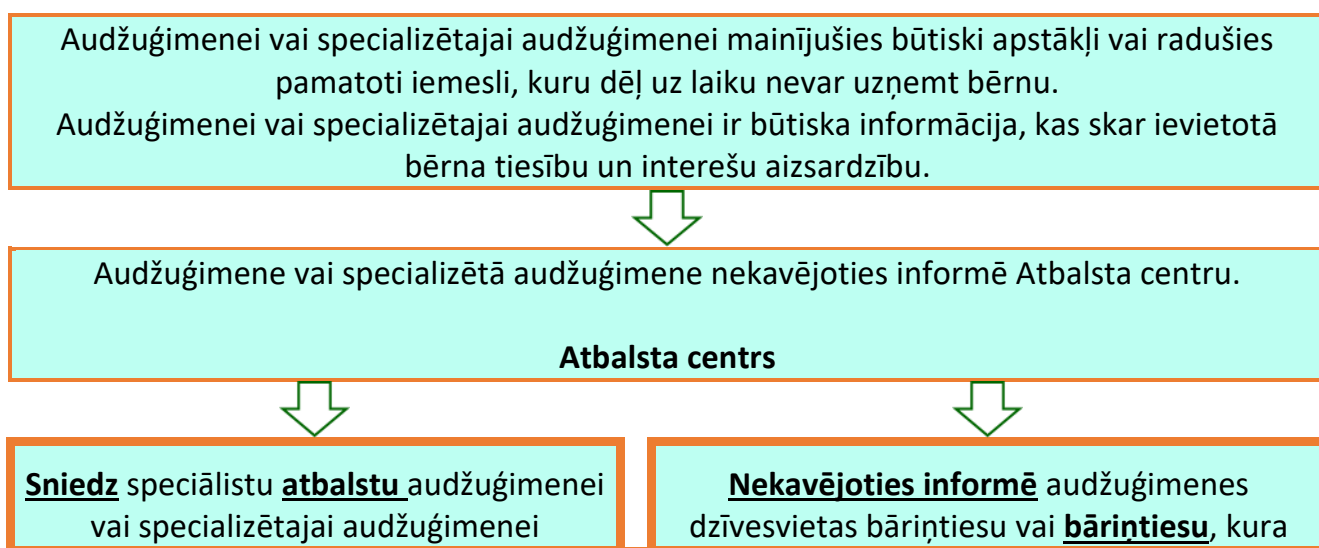 Audžuģimenei vai specializētajai audžuģimenei mainījušies būtiski apstākļi vai radušies
pamatoti iemesli, kuru dēļ uz laiku nevar uzņemt bērnu.
Audžuģimenei vai specializētajai audžuģimenei ir būtiska informācija, kas skar ievietotā
bērna tiesību un interešu aizsardzību.
Audžuģimene vai specializētā audžuģimene nekavējoties informē Atbalsta centru.
Atbalsta centrs
Sniedz speciālistu atbalstu audžuģimenei
vai specializētajai audžuģimenei
Nekavējoties informē audžuģimenes
dzīvesvietas bāriņtiesu vai bāriņtiesu, kura